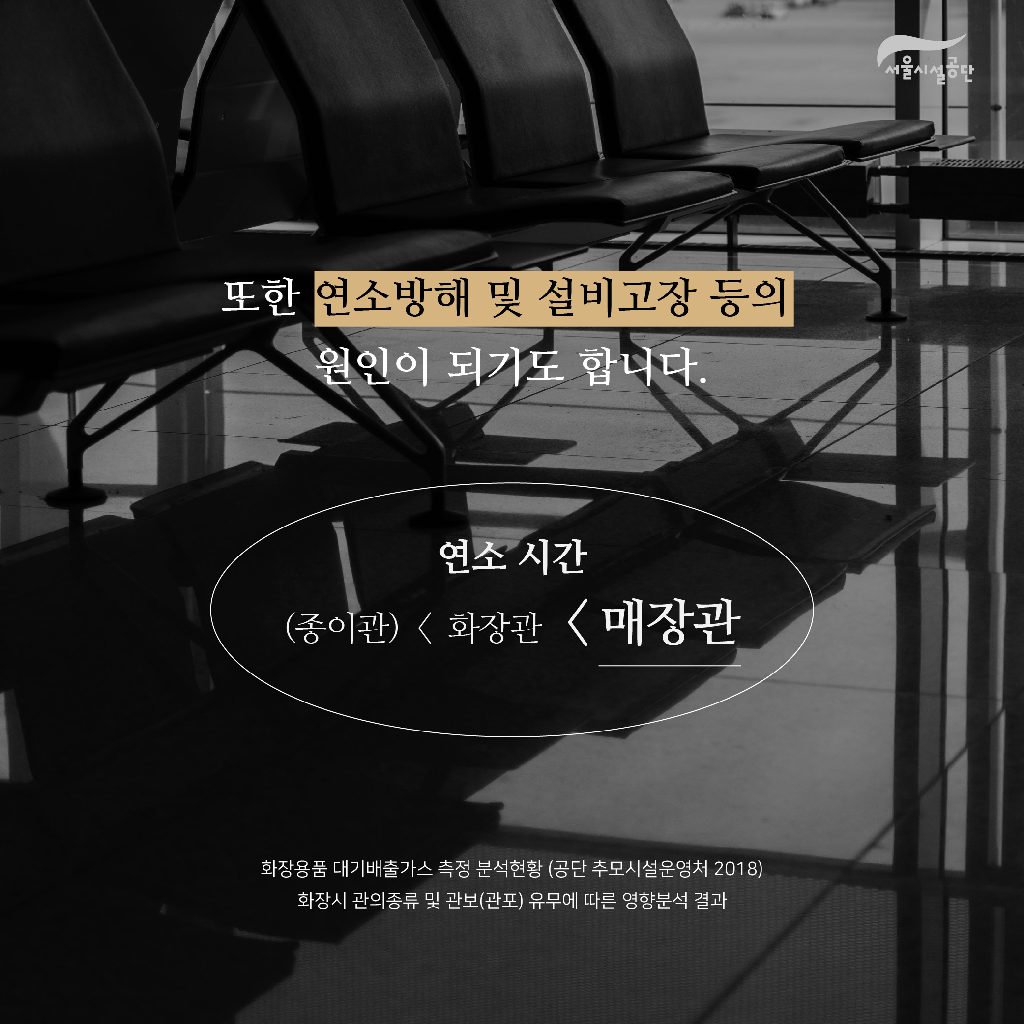 서울시설공단
또한 연소방해 및 설비고장 등의
원인이 되기도 합니다.
연소 시간
(종이관) < 화장관 < 매장관
화장용품 대기배출가스 측정 분석현황 (공단 추모시설운영처 2018)
화장시 관의종류 및 관보(관포) 유무에 따른 영향분석 결과